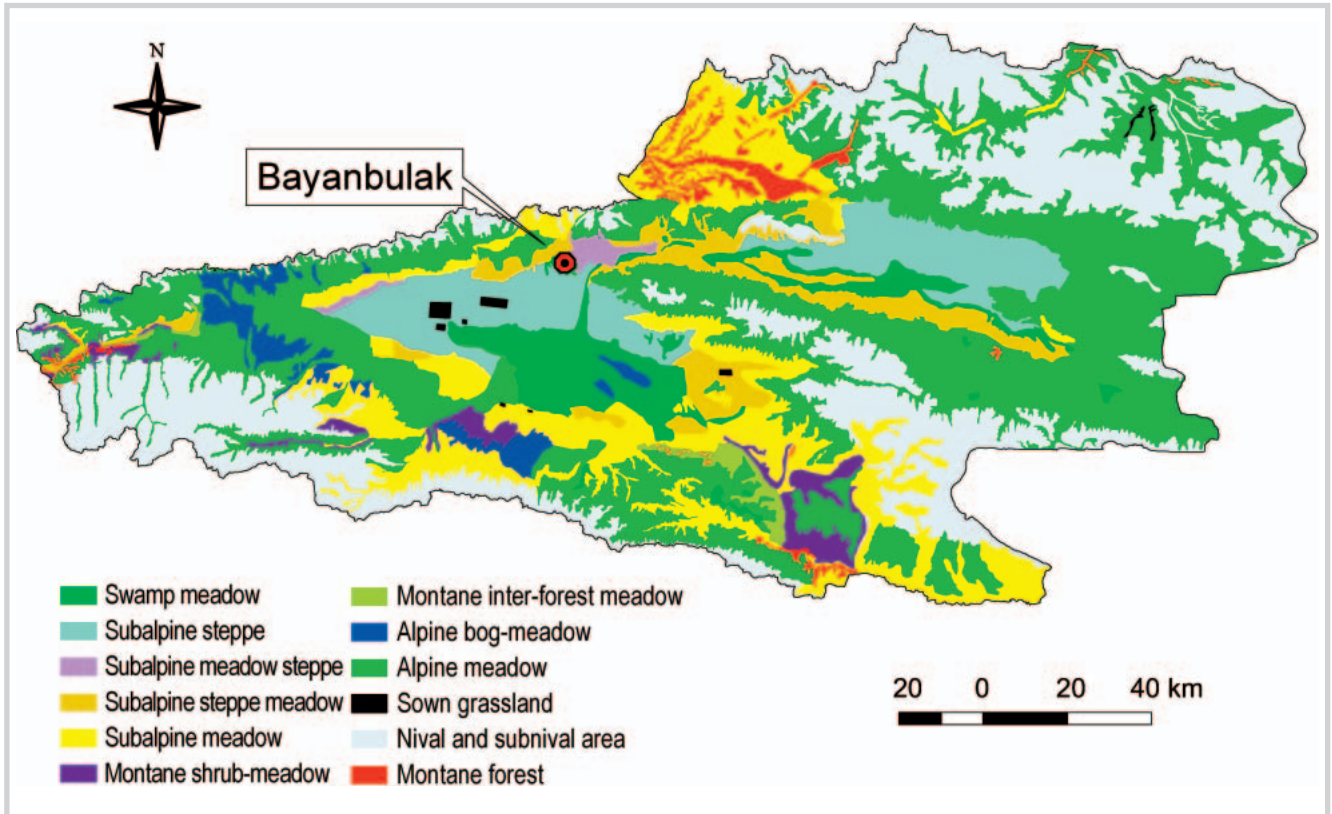 N
Bayanbulak
Swamp meadow
Subalpine steppe
Subalpine meadow steppe
Subalpine steppe meadow
Subalpine meadow
Montane shrub-meadow
Montane inter-forest meadow
Alpine bog-meadow
Alpine meadow
Sown grassland
Nival and subnival area
Montane forest
20 0 20 40 km